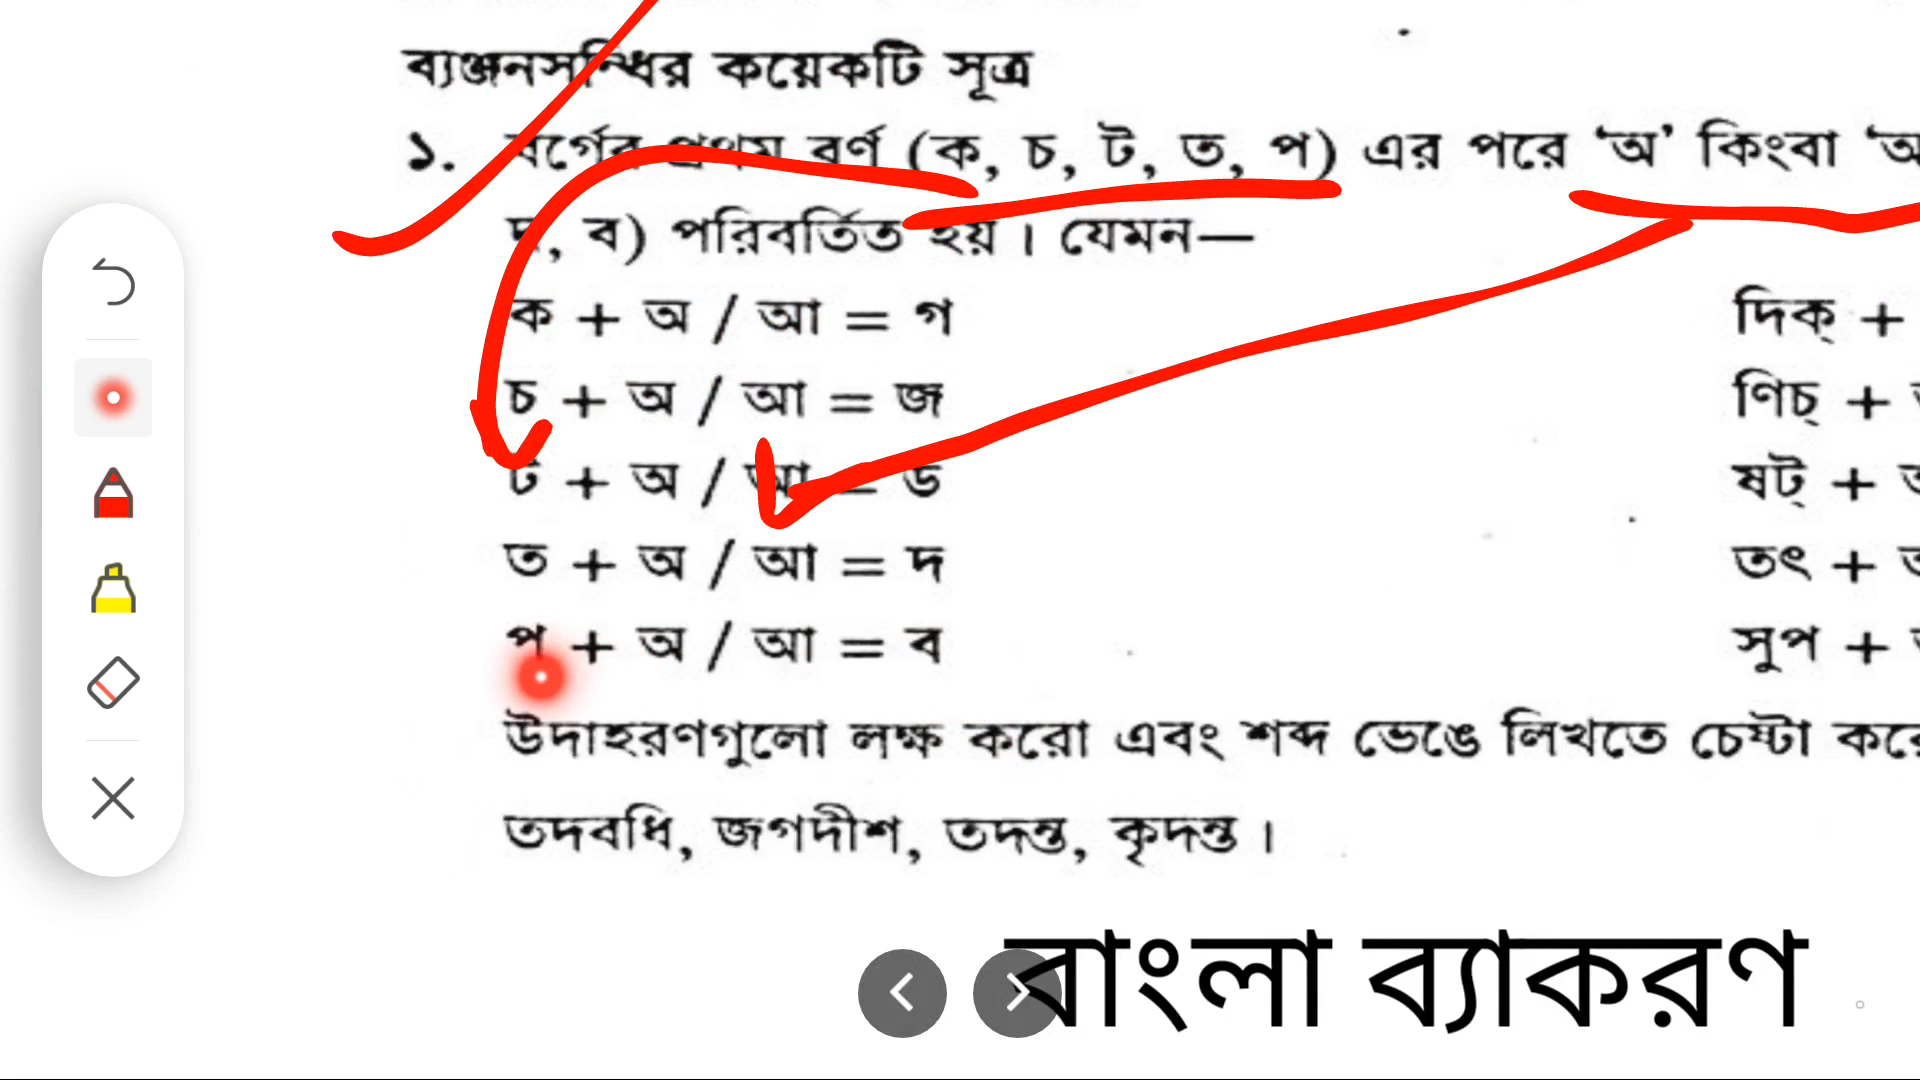 ব্যঞ্জনসন্ধির কয়েকটি সূত্র
১. বর্গের প্রথম বর্ণ (ক, চ, ট, ত, প) এর পরে ‘অ’ কিংবা
দ, ব) পরিবর্তিত হয়। যেমন—
ক + অ / আ = গ দিক্ +
চ + অ / আ = জ ণিচ্ +
ট + অ / আ = ড ষট্ +
ত + অ / আ = দ তৎ +
প + অ / আ = ব সুপ +
উদাহরণগুলো লক্ষ করো এবং শব্দ ভেঙে লিখতে চেষ্টা
তদবধি, জগদীশ, তদন্ত, কৃদন্ত।
বাংলা ব্যাকরণ